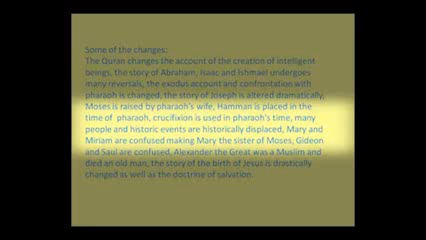 Some of the changes:
The Quran changes the account of the creation of intelligent
beings, the story of Abraham, Isaac and Ishmael undergoes
many reversals, the exodus account and confrontation with
pharaoh is changed, the story of Joseph is altered dramatically,
Moses is raised by pharaoh's wife, Hamman is placed in the
time of pharaoh, crucifixion is used in pharaoh's time, many
people and historic events are historically displaced, Mary and
Miriam are confused making Mary the sister of Moses, Gideon
and Saul are confused, Alexander the Great was a Muslim and
died an old man, the story of the birth of Jesus is drastically
changed as well as the doctrine of salvation.